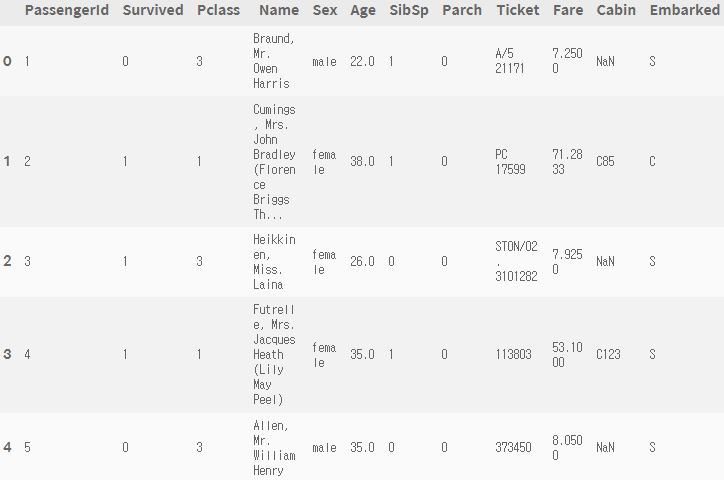 PassengerId Survived Pclass Name Sex Age SibSp Parch Ticket Fare Cabin Embarked
0 1 0 3 Braund, Mr. Owen Harris male 22.0 1 0 A/5 21171 7.2500 NaN S
1 2 1 1 Cumings, Mrs. John Bradley (Florence Briggs Th... female 38.0 1 0 PC 17599 71.2833 C85 C
2 3 1 3 Heikkinen, Miss. Laina female 26.0 0 0 STON/O2. 3101282 7.9250 NaN S
3 4 1 1 Futrelle, Mrs. Jacques Heath (Lily May Peel) female 35.0 1 0 113803 53.1000 C123 S
4 5 0 3 Allen, Mr. William Henry male 35.0 0 0 373450 8.0500 NaN S